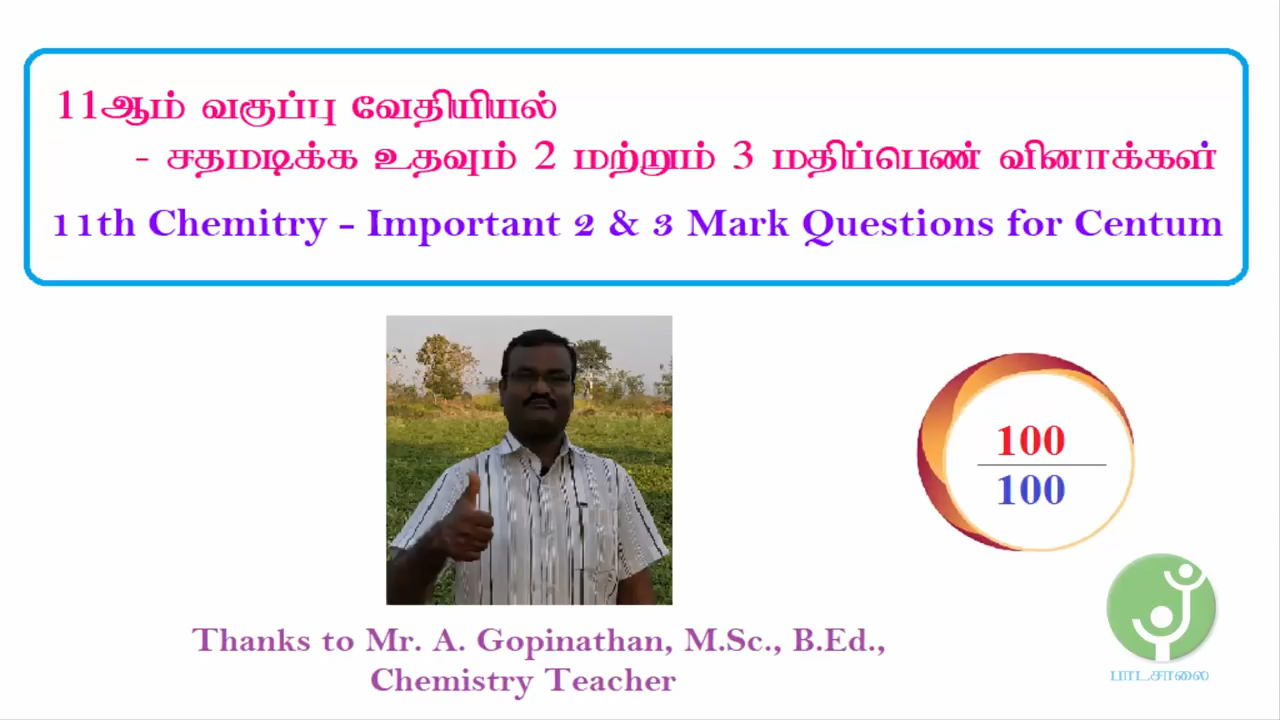 11ஆம் வகுப்பு வேதியியல்
- சதமடிக்க உதவும் 2 மற்றும் 3 மதிப்பெண் வினாக்கள்
11th Chemitry - Important 2 & 3 Mark Questions for Centum
100
100
Thanks to Mr. A. Gopinathan, M.Sc., B.Ed.,
Chemistry Teacher
பாடசாலை